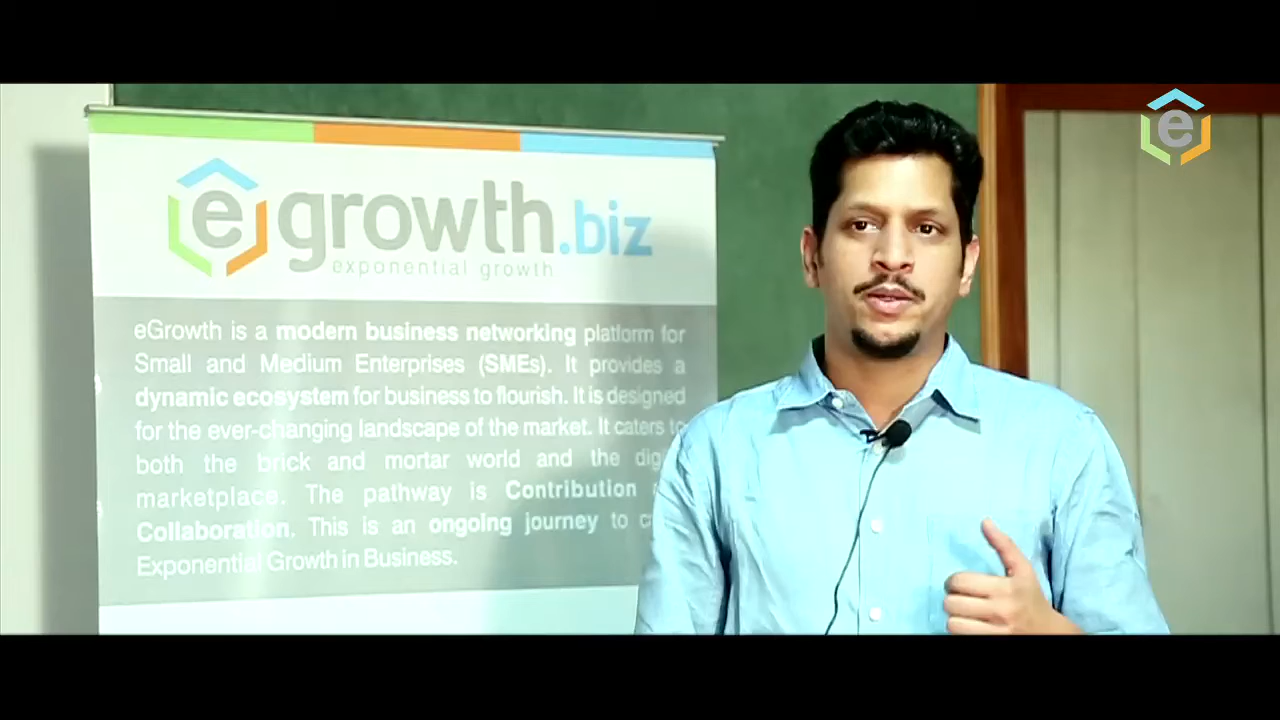 e growth.biz
exponential growth
eGrowth is a modern business networking platform for
Small and Medium Enterprises (SMEs). It provides a
dynamic ecosystem for business to flourish. It is designed
for the ever-changing landscape of the market. It caters to
both the brick and mortar world and the dig
marketplace. The pathway is Contribution
Collaboration. This is an ongoing journey to c
Exponential Growth in Business.
e